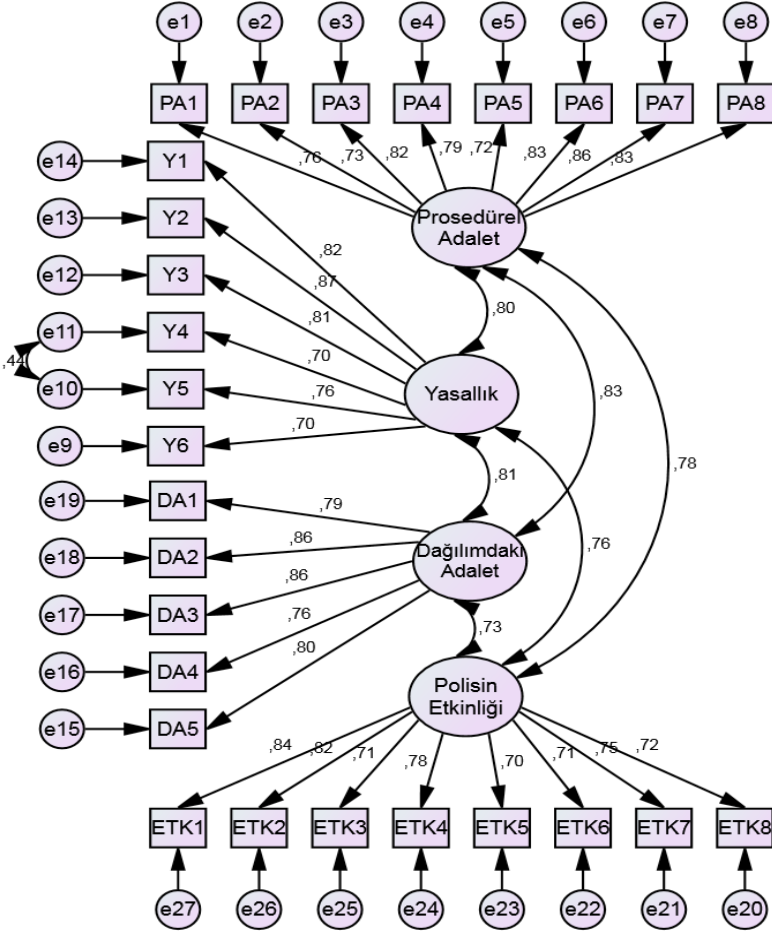 e1 e2 e3 e4 e5 e6 e7 e8
PA1 PA2 PA3 PA4 PA5 PA6 PA7 PA8
,76 ,73 ,82 ,79 ,72 ,83 ,86 ,83
Prosedürel
Adalet
e14 Y1
e13 Y2
e12 Y3
e11 Y4
,44
e10 Y5
e9 Y6
,82
,87
,81
,70
,76
,70
Yasallık
,80
,83
,78
,81
,76
e19 DA1
e18 DA2
e17 DA3
e16 DA4
e15 DA5
,79
,86
,86
,76
,80
Dağılımdaki
Adalet
,73
Polisin
Etkinliği
,84 ,82 ,71 ,78 ,70 ,71 ,75 ,72
ETK1 ETK2 ETK3 ETK4 ETK5 ETK6 ETK7 ETK8
e27 e26 e25 e24 e23 e22 e21 e20